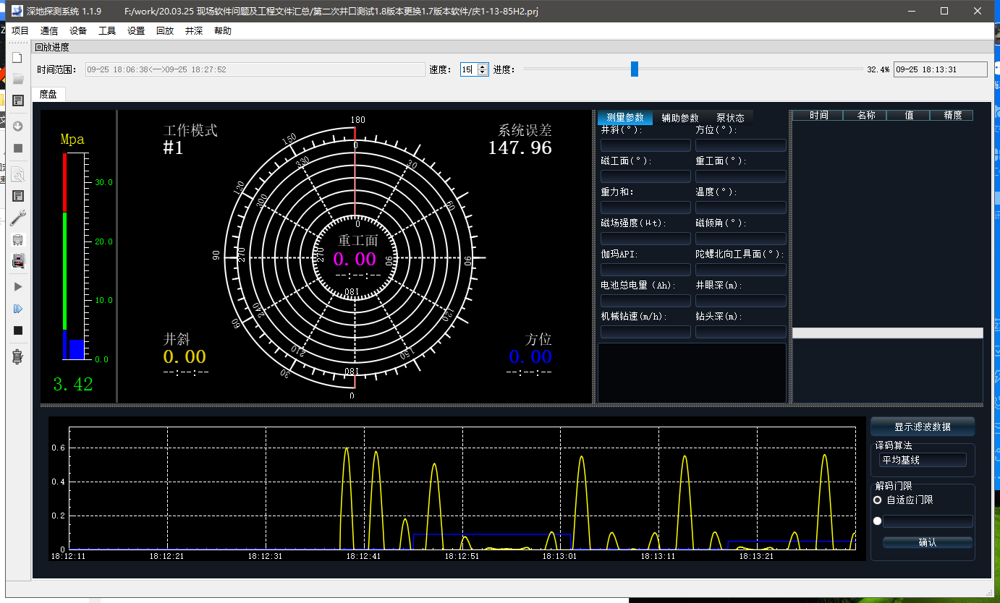 深地探测系统 1.1.9 F:/work/20.03.25 现场软件问题及工程文件汇总/第二次井口测试1.8版本更换1.7版本软件/庆1-13-85H2.prj
项目 通信 设备 工具 设置 回放 井深 帮助
回放进度
时间范围: 09-25 18:06:38<—>09-25 18:27:52 速度: 15 进度: 32.4% 09-25 18:13:31
度盘
Mpa
30.0
20.0
10.0
0.0
3.42
工作模式
#1
系统误差
147.96
180
150
120
90
60
20
0
0
30
60
90
120
150
180
210
240
270
300
330
0
90
180
270
重工面
0.00
--:--:--
井斜
0.00
--:--:--
方位
0.00
--:--:--
测量参数 辅助参数 泵状态
井斜(°): 方位(°):
磁工面(°): 重工面(°):
重力和: 温度(°):
磁场强度(μt): 磁倾角(°):
伽玛API: 陀螺北向工具面(°):
电池总电量 (Ah): 井眼深(m):
机械钻速(m/h): 钻头深(m):
时间 名称 值 精度
0.6
0.4
0.2
0
18:12:11 18:12:21 18:12:31 18:12:41 18:12:51 18:13:01 18:13:11 18:13:21
显示滤波数据
译码算法
平均基线
解码门限
自适应门限
确认